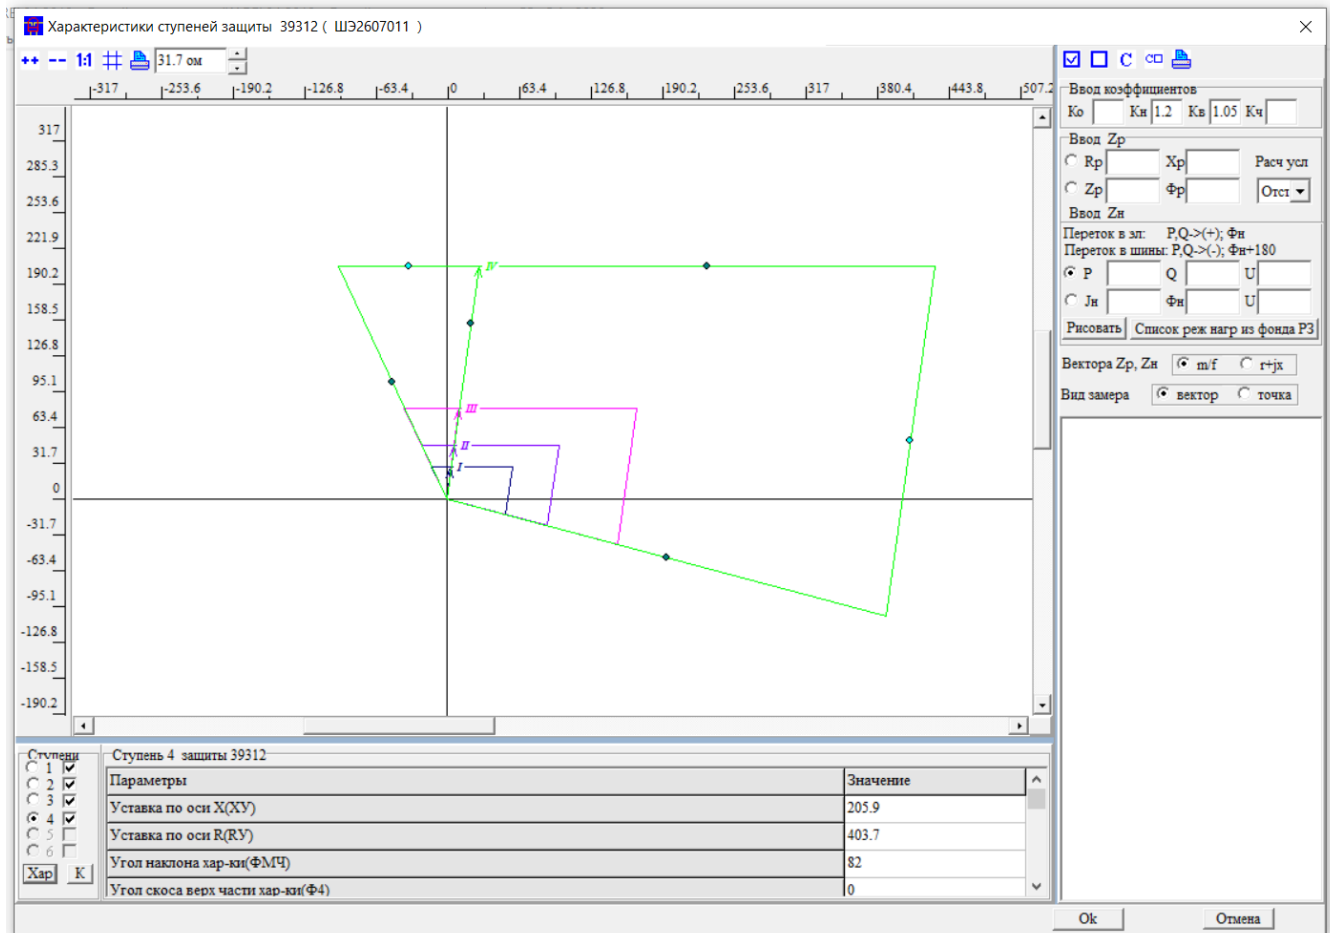 Характеристики ступеней защиты 39312 ( ШЭ2607011 )
++ -- 1:1 31.7 ом
-317 -253.6 -190.2 -126.8 -63.4 0 63.4 126.8 190.2 253.6 317 380.4 443.8 507.2
317
285.3
253.6
221.9
190.2
158.5
126.8
95.1
63.4
31.7
0
-31.7
-63.4
-95.1
-126.8
-158.5
-190.2
IV
III
II
I
C
Ввод коэффициентов
Ко Кн 1.2 Кв 1.05 Кч
Ввод Zр
Rр Xр Расч усл
Zр Фр Отст
Ввод Zн
Переток в эл: P,Q->(+); Фн
Переток в шины: P,Q->(-); Фн+180
P Q U
Jн Фн U
Рисовать Список реж нагр из фонда РЗ
Вектора Zр, Zн m/f r+jx
Вид замера вектор точка
Ступени
1
2
3
4
5
6
Хар К
Ступень 4 защиты 39312
Параметры Значение
Уставка по оси X(XУ) 205.9
Уставка по оси R(RУ) 403.7
Угол наклона хар-ки(ФМЧ) 82
Угол скоса верх части хар-ки(Ф4) 0
Ok Отмена